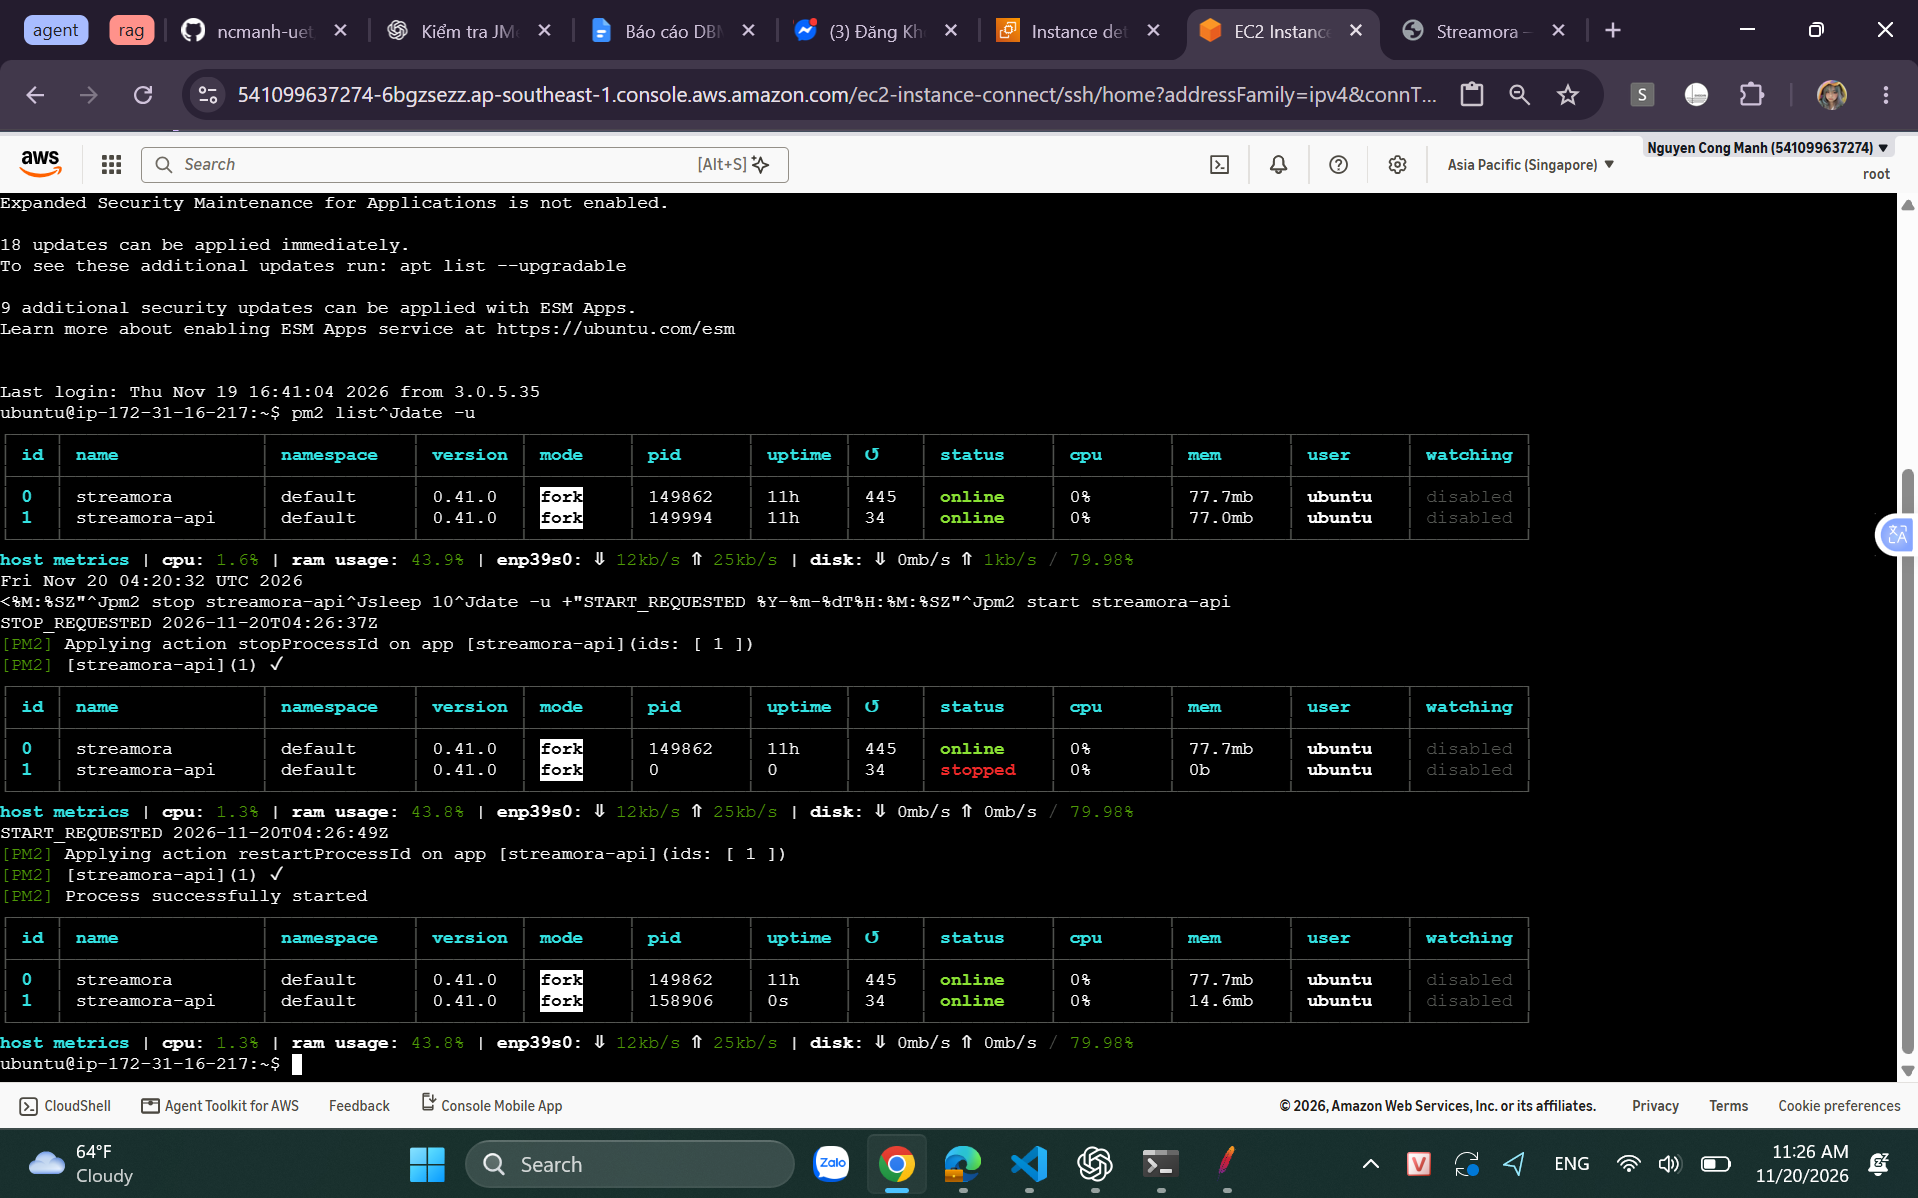 agent
rag
ncmanh-uet
Kiểm tra JM
Báo cáo DBM
(3) Đăng Kh
Instance det
EC2 Instance
Streamora -
541099637274-6bgzsezz.ap-southeast-1.console.aws.amazon.com/ec2-instance-connect/ssh/home?addressFamily=ipv4&connT...
S
aws
Search
[Alt+S]
Asia Pacific (Singapore)
Nguyen Cong Manh (541099637274)
root
Expanded Security Maintenance for Applications is not enabled.
18 updates can be applied immediately.
To see these additional updates run: apt list --upgradable
9 additional security updates can be applied with ESM Apps.
Learn more about enabling ESM Apps service at https://ubuntu.com/esm
Last login: Thu Nov 19 16:41:04 2026 from 3.0.5.35
ubuntu@ip-172-31-16-217:~$ pm2 list^Jdate -u
id name namespace version mode pid uptime ↺ status cpu mem user watching
0 streamora default 0.41.0 fork 149862 11h 445 online 0% 77.7mb ubuntu disabled
1 streamora-api default 0.41.0 fork 149994 11h 34 online 0% 77.0mb ubuntu disabled
host metrics | cpu: 1.6% | ram usage: 43.9% | enp39s0: ⇓ 12kb/s ⇑ 25kb/s | disk: ⇓ 0mb/s ⇑ 1kb/s / 79.98%
Fri Nov 20 04:20:32 UTC 2026
<%M:%SZ"^Jpm2 stop streamora-api^Jsleep 10^Jdate -u +"START_REQUESTED %Y-%m-%dT%H:%M:%SZ"^Jpm2 start streamora-api
STOP_REQUESTED 2026-11-20T04:26:37Z
[PM2] Applying action stopProcessId on app [streamora-api](ids: [ 1 ])
[PM2] [streamora-api](1) ✓
id name namespace version mode pid uptime ↺ status cpu mem user watching
0 streamora default 0.41.0 fork 149862 11h 445 online 0% 77.7mb ubuntu disabled
1 streamora-api default 0.41.0 fork 0 0 34 stopped 0% 0b ubuntu disabled
host metrics | cpu: 1.3% | ram usage: 43.8% | enp39s0: ⇓ 12kb/s ⇑ 25kb/s | disk: ⇓ 0mb/s ⇑ 0mb/s / 79.98%
START_REQUESTED 2026-11-20T04:26:49Z
[PM2] Applying action restartProcessId on app [streamora-api](ids: [ 1 ])
[PM2] [streamora-api](1) ✓
[PM2] Process successfully started
id name namespace version mode pid uptime ↺ status cpu mem user watching
0 streamora default 0.41.0 fork 149862 11h 445 online 0% 77.7mb ubuntu disabled
1 streamora-api default 0.41.0 fork 158906 0s 34 online 0% 14.6mb ubuntu disabled
host metrics | cpu: 1.3% | ram usage: 43.8% | enp39s0: ⇓ 12kb/s ⇑ 25kb/s | disk: ⇓ 0mb/s ⇑ 0mb/s / 79.98%
ubuntu@ip-172-31-16-217:~$
CloudShell
Agent Toolkit for AWS
Feedback
Console Mobile App
© 2026, Amazon Web Services, Inc. or its affiliates.
Privacy
Terms
Cookie preferences
64°F
Cloudy
Search
Zalo
V
ENG
11:26 AM
11/20/2026